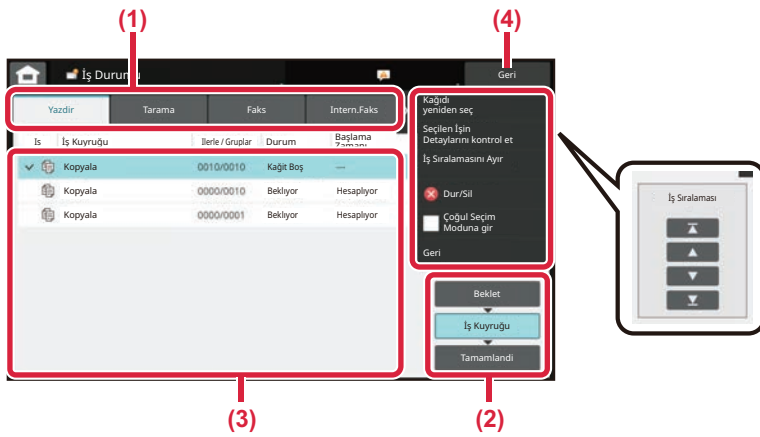 (1)
(4)
İş Durumu
Geri
Yazdir
Tarama
Faks
Intern.Faks
Is
İş Kuyruğu
Ilerle / Gruplar
Durum
Başlama
Zamanı
Kopyala
0010/0010
Kağit Boş
---
Kopyala
0000/0010
Bekliyor
Hesaplıyor
Kopyala
0000/0001
Bekliyor
Hesaplıyor
Kağıdı
yeniden seç
Seçilen İşin
Detaylarını kontrol et
İş Sıralamasını Ayır
Dur/Sil
Çoğul Seçim
Moduna gir
Geri
Beklet
İş Kuyruğu
Tamamlandi
İş Sıralaması
(3)
(2)